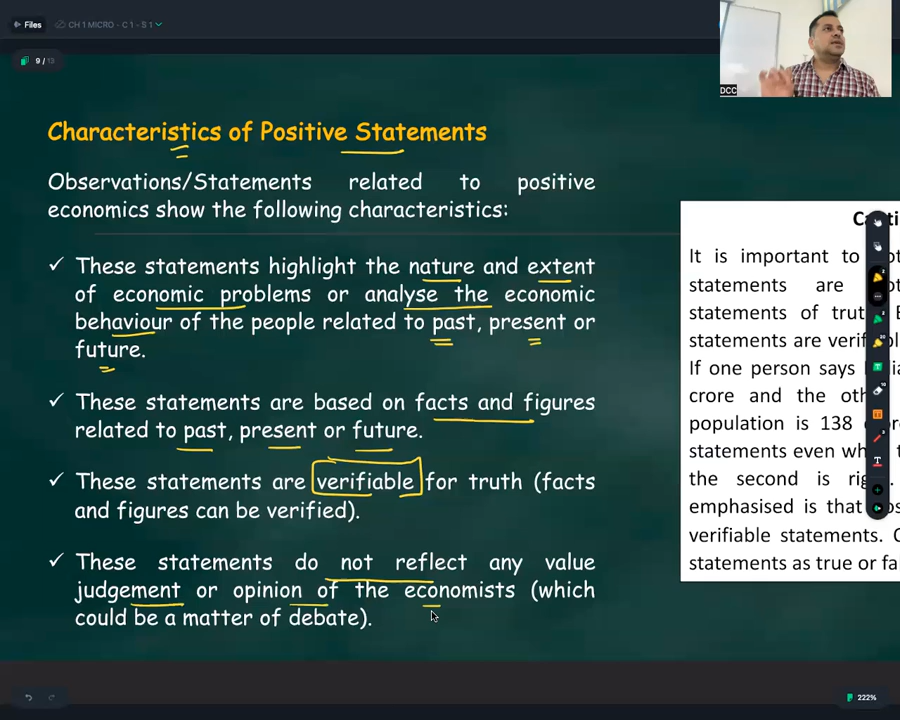 Files
CH 1 MICRO - C 1 - S 1
9 / 13
DCC
Characteristics of Positive Statements
Observations/Statements related to positive
economics show the following characteristics:
✓ These statements highlight the nature and extent
of economic problems or analyse the economic
behaviour of the people related to past, present or
future.
✓ These statements are based on facts and figures
related to past, present or future.
✓ These statements are verifiable for truth (facts
and figures can be verified).
✓ These statements do not reflect any value
judgement or opinion of the economists (which
could be a matter of debate).
It is important to
statements are
statements of
statements are
If one person says
crore and the
population is 138
statements even
the second is
emphasised is that
verifiable statements.
statements as true or
222%